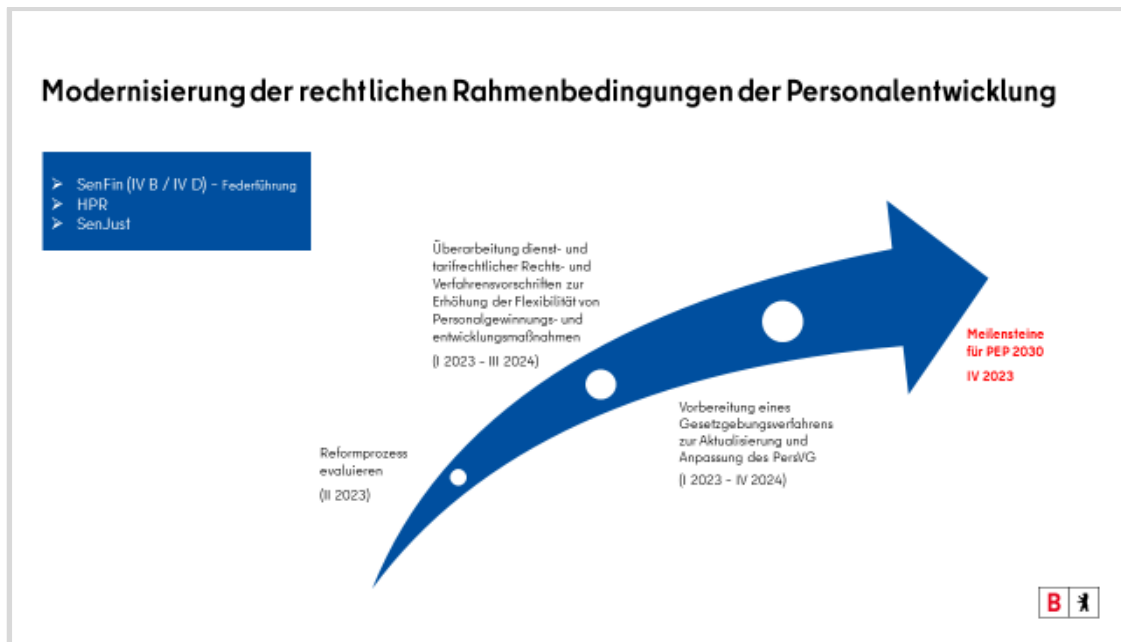 Modernisierung der rechtlichen Rahmenbedingungen der Personalentwicklung
➢ SenFin (IV B / IV D) – Federführung
➢ HPR
➢ SenJust
Überarbeitung dienst- und
tarifrechtlicher Rechts- und
Verfahrensvorschriften zur
Erhöhung der Flexibilität von
Personalgewinnungs- und
entwicklungsmaßnahmen
(I 2023 – III 2024)
Meilensteine
für PEP 2030
IV 2023
Vorbereitung eines
Gesetzgebungsverfahrens
zur Aktualisierung und
Anpassung des PersVG
(I 2023 – IV 2024)
Reformprozess
evaluieren
(II 2023)
B